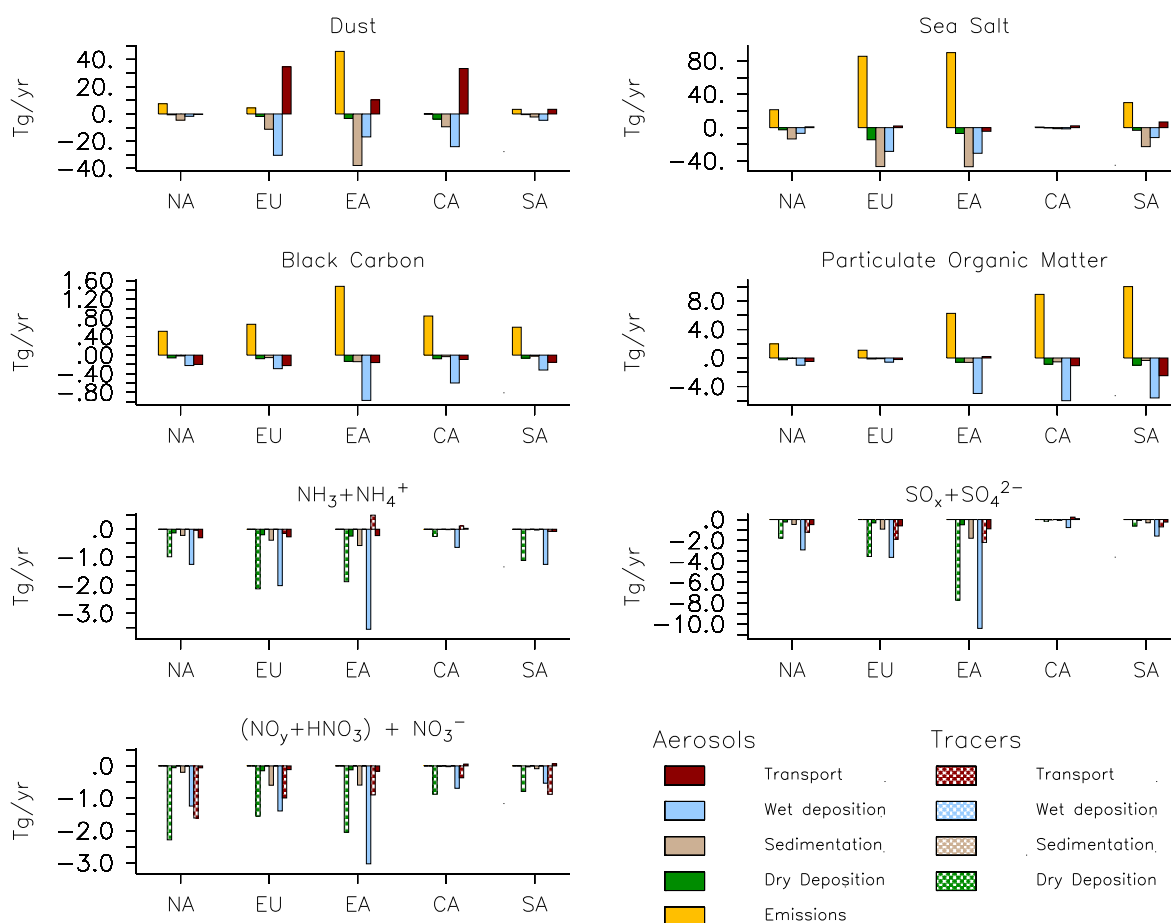 Dust
Tg/yr
40.
20.
0.
−20.
−40.
NA EU EA CA SA
Sea Salt
Tg/yr
80.
40.
0.
−40.
NA EU EA CA SA
Black Carbon
Tg/yr
1.60
1.20
.80
.40
.00
−.40
−.80
NA EU EA CA SA
Particulate Organic Matter
Tg/yr
8.0
4.0
.0
−4.0
NA EU EA CA SA
NH₃+NH₄⁺
Tg/yr
.0
−1.0
−2.0
−3.0
NA EU EA CA SA
SOₓ+SO₄²⁻
Tg/yr
.0
−2.0
−4.0
−6.0
−8.0
−10.0
NA EU EA CA SA
(NOᵧ+HNO₃) + NO₃⁻
Tg/yr
.0
−1.0
−2.0
−3.0
NA EU EA CA SA
Aerosols
Transport
Wet deposition
Sedimentation
Dry Deposition
Emissions
Tracers
Transport
Wet deposition
Sedimentation
Dry Deposition